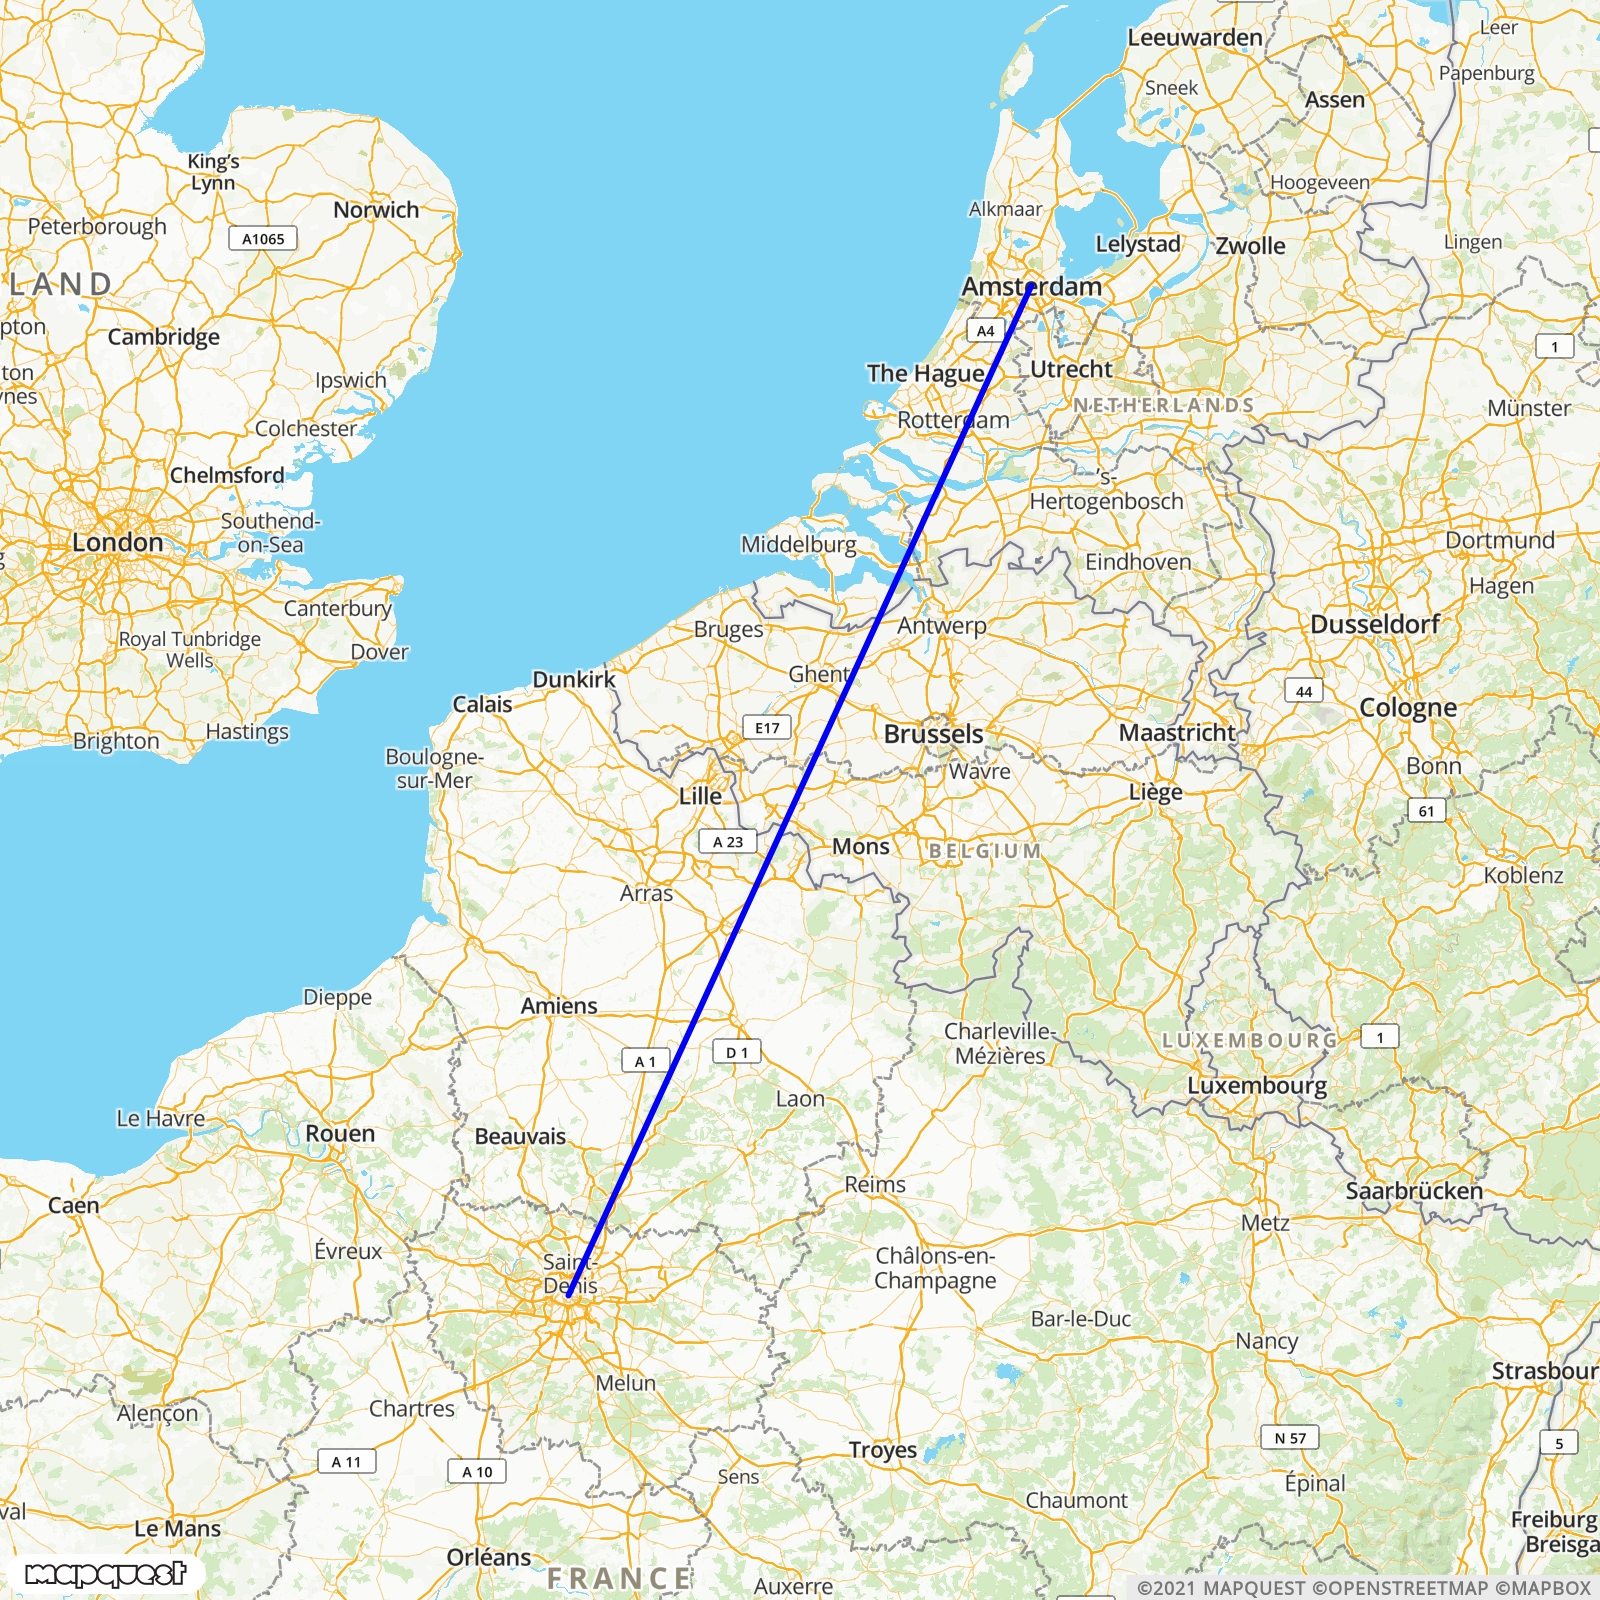 Leeuwarden
Leer
Sneek
Papenburg
Assen
King's
Lynn
Hoogeveen
Norwich
Alkmaar
Peterborough
A1065
Lelystad
Zwolle
Lingen
LAND
Amsterdam
pton
Cambridge
A4
1
ton
The Hague
Utrecht
Ipswich
ynes
NETHERLANDS
Münster
Colchester
Rotterdam
Chelmsford
's-
Hertogenbosch
Southend-
on-Sea
London
Middelburg
Dortmund
g
Eindhoven
Hagen
Canterbury
Bruges
Antwerp
Dusseldorf
Royal Tunbridge
Wells
Dover
Dunkirk
Ghent
44
Calais
Cologne
Hastings
E17
Brighton
Brussels
Maastricht
Boulogne-
sur-Mer
Wavre
Bonn
Lille
Liège
61
A 23
Mons
BELGIUM
Arras
Koblenz
Dieppe
Amiens
Charleville-
Mézières
LUXEMBOURG
1
A 1
D 1
Luxembourg
Laon
Le Havre
Rouen
Beauvais
Reims
Saarbrücken
Caen
Metz
Évreux
Saint-
Denis
Châlons-en-
Champagne
Bar-le-Duc
Nancy
Strasbour
Melun
Chartres
Alençon
N 57
5
Troyes
A 11
A 10
Sens
Épinal
Chaumont
val
Le Mans
Freiburg
Breisga
Orléans
mapquest
FRANCE
Auxerre
©2021 MAPQUEST ©OPENSTREETMAP ©MAPBOX